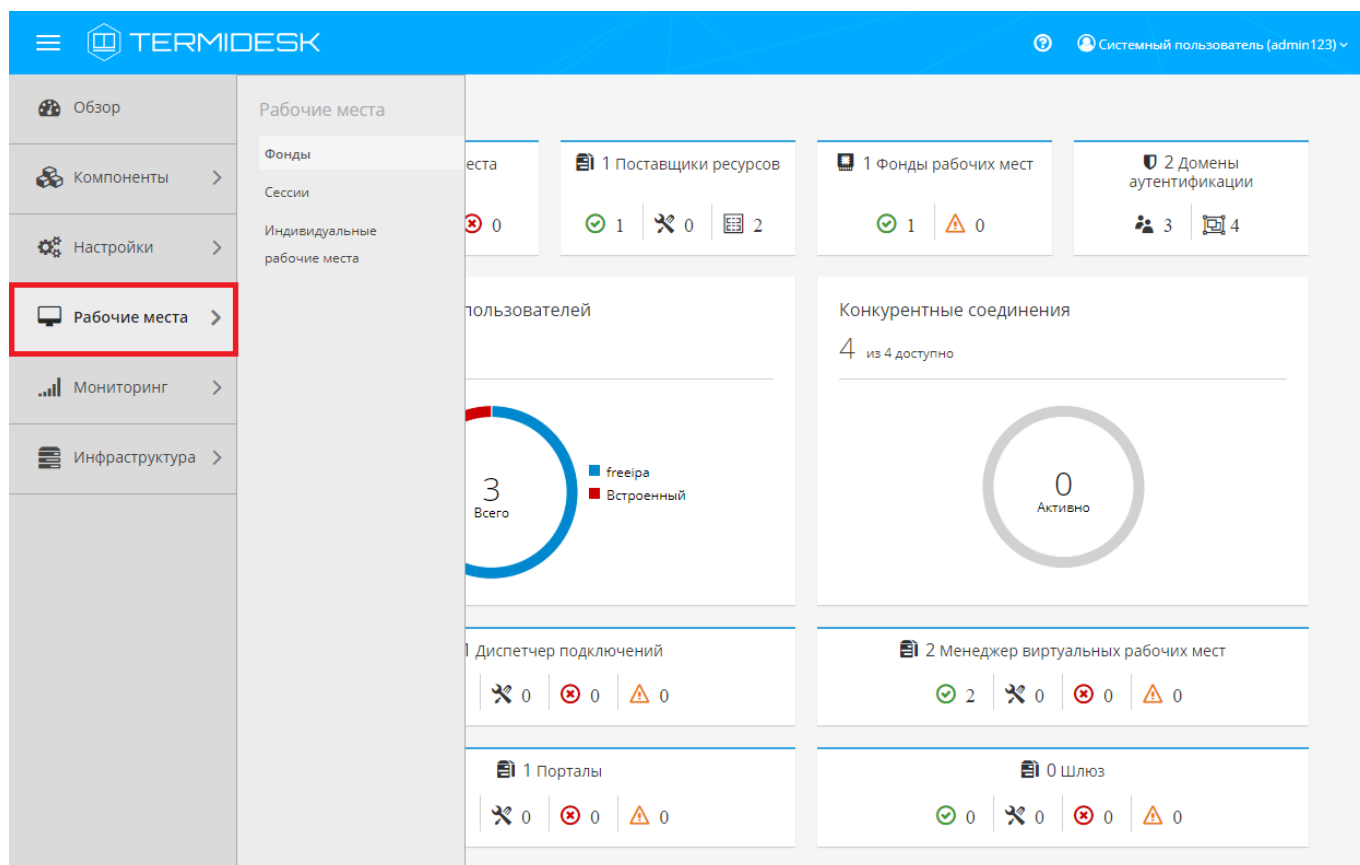 TERMIDESK
Системный пользователь (admin123)
Обзор
Компоненты
Настройки
Рабочие места
Мониторинг
Инфраструктура
Рабочие места
Фонды
Сессии
Индивидуальные
рабочие места
еста
0
1 Поставщики ресурсов
1 0 2
1 Фонды рабочих мест
1 0
2 Домены
аутентификации
3 4
пользователей
3
Всего
freeipa
Встроенный
Конкурентные соединения
4 из 4 доступно
0
Активно
1 Диспетчер подключений
0 0 0
2 Менеджер виртуальных рабочих мест
2 0 0 0
1 Порталы
0 0 0
0 Шлюз
0 0 0 0